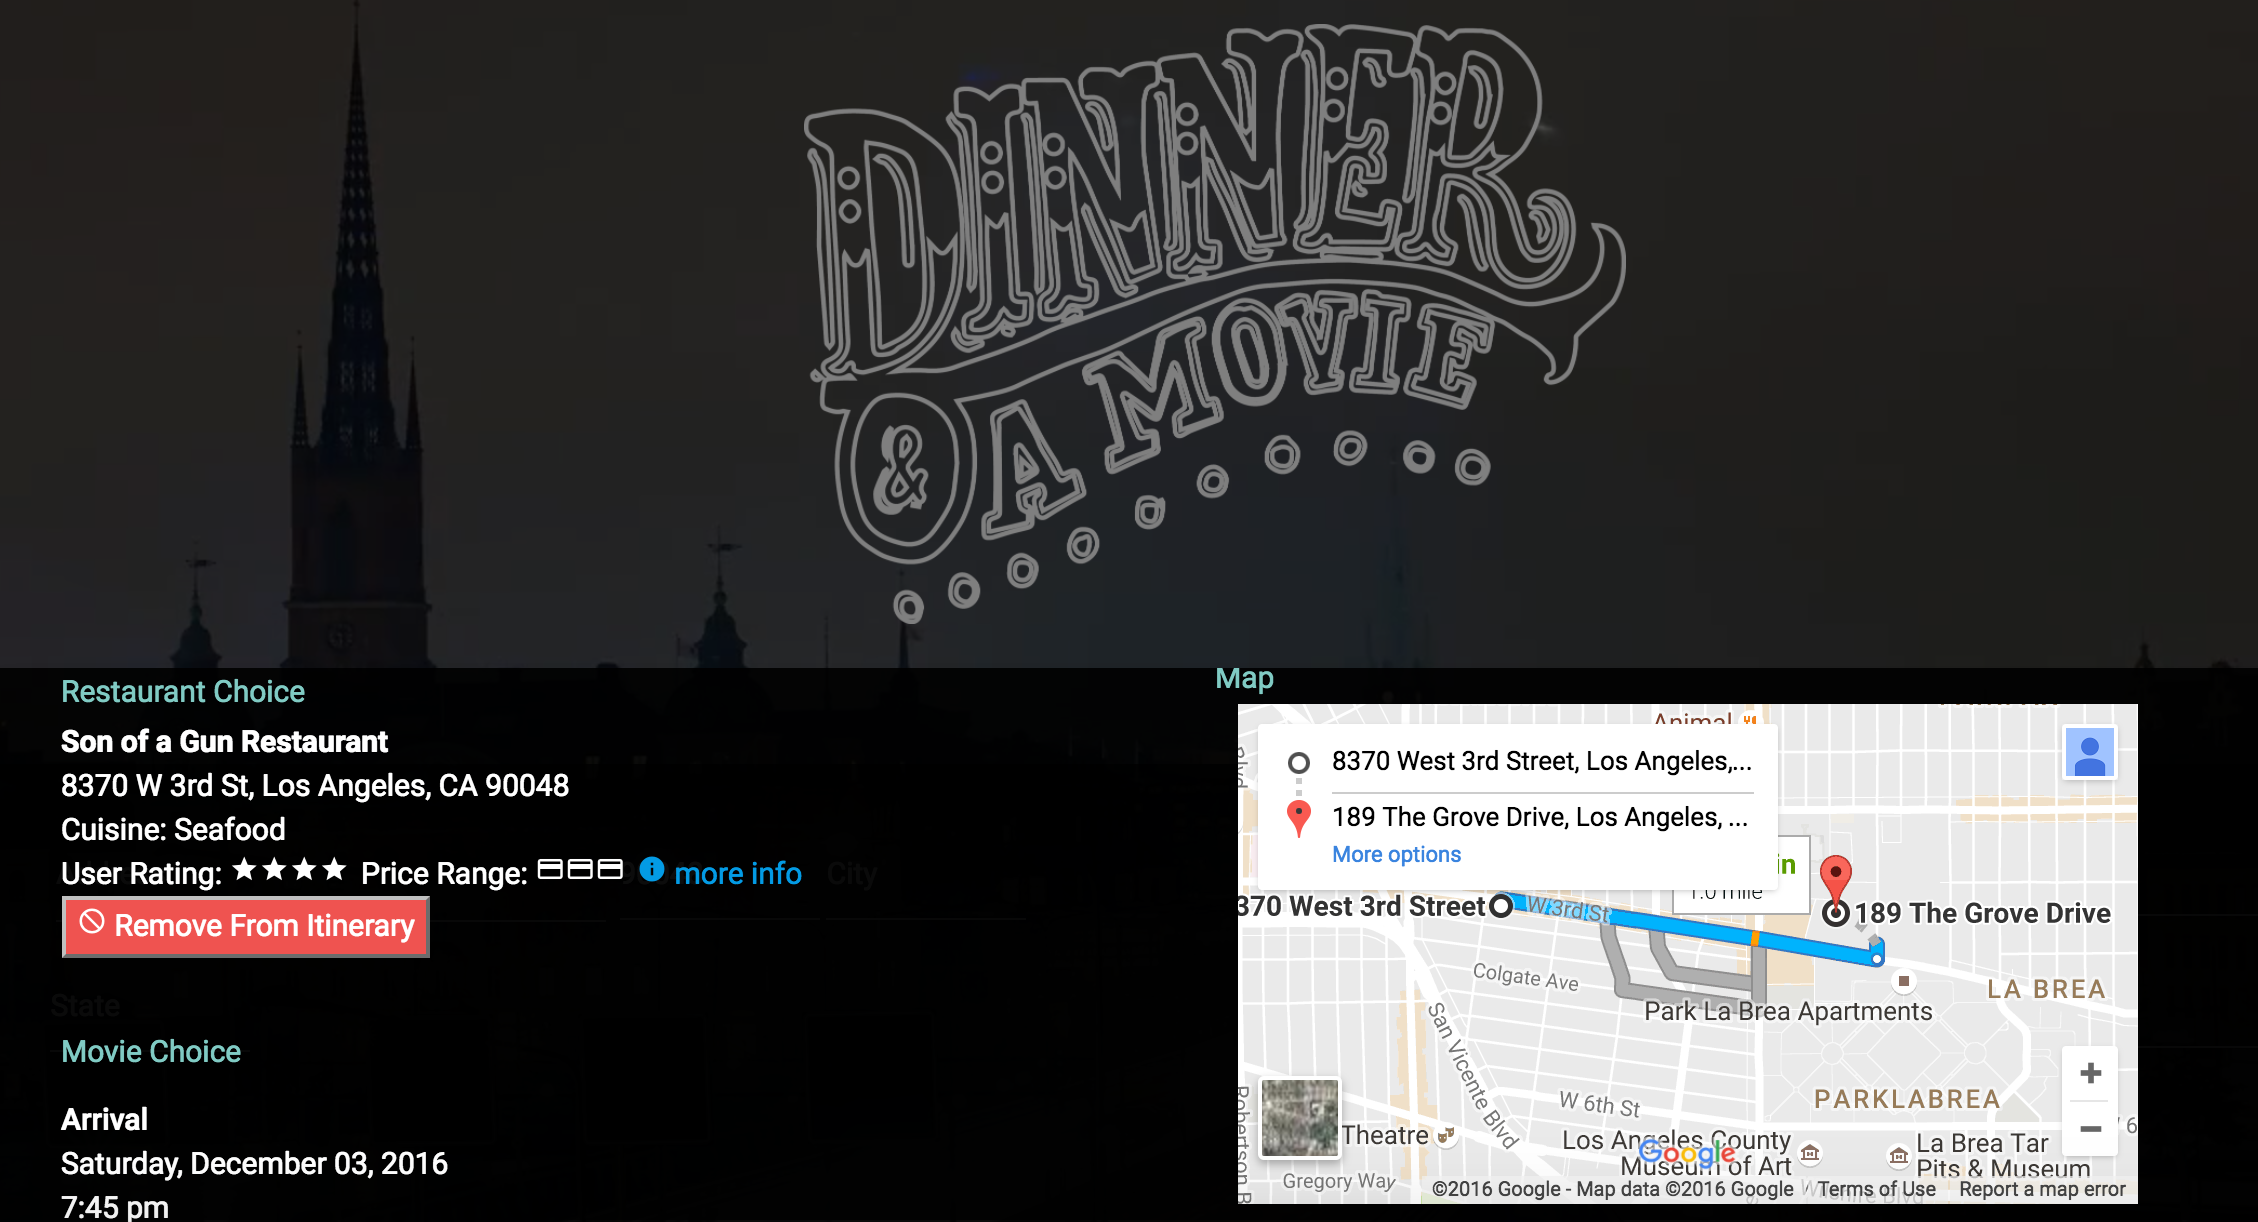 DINNER
& A MOVIE
Restaurant Choice
Son of a Gun Restaurant
8370 W 3rd St, Los Angeles, CA 90048
Cuisine: Seafood
User Rating: Price Range: more info
City
Remove From Itinerary
State
Movie Choice
Arrival
Saturday, December 03, 2016
7:45 pm
Map
Animal
8370 West 3rd Street, Los Angeles,...
189 The Grove Drive, Los Angeles, ...
More options
in
1.0 mile
370 West 3rd Street
W 3rd St
189 The Grove Drive
Colgate Ave
LA BREA
Park La Brea Apartments
San Vicente Blvd
PARKLABREA
W 6th St
W 6
Robertson B
Theatre
Los Angeles County
Museum of Art
La Brea Tar
Pits & Museum
Gregory Way
Google
©2016 Google - Map data ©2016 Google
Terms of Use
Report a map error